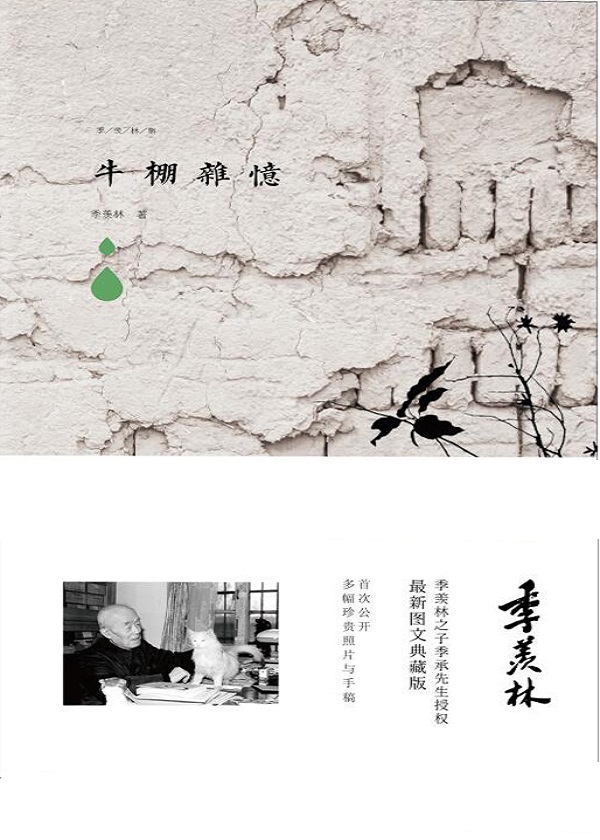 季/羡/林/
牛棚雜憶
季羡林 著
季羡林
季羡林之子季承先生授权
最新图文典藏版
首次公开
多幅珍贵照片与手稿